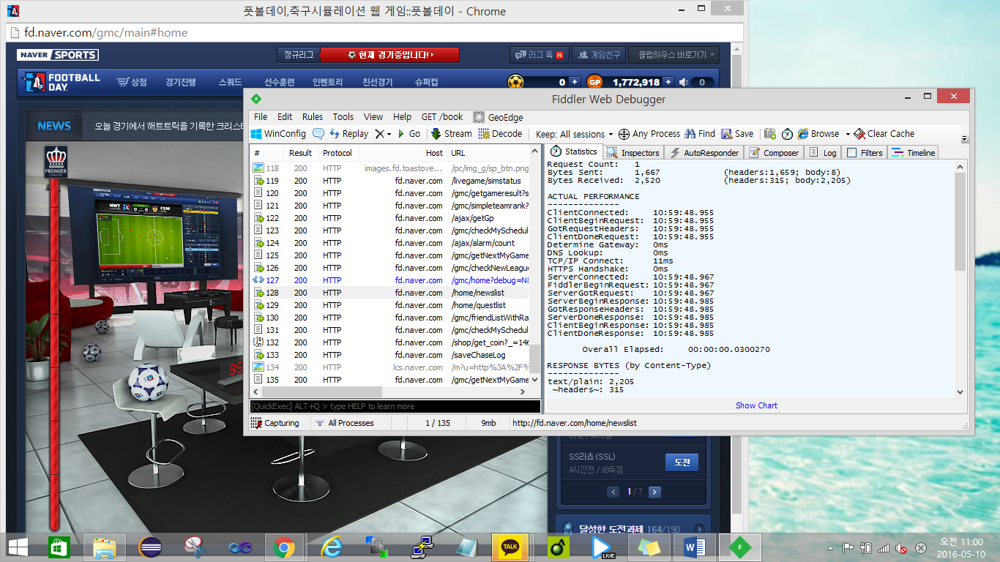 풋볼데이,축구시뮬레이션 웹 게임::풋볼데이 - Chrome
fd.naver.com/gmc/main#home
NAVER SPORTS
정규리그 현재 경기중입니다!
리그 톡 N
게임친구
클럽하우스 바로가기
FOOTBALL DAY.
상점 경기진행 스쿼드 선수훈련 인벤토리 친선경기 슈퍼컵
0 + GP 1,772,918 + 0
NEWS 오늘 경기에서 해트트릭을 기록한 크리스티
PREMIER LEAGUE
NWT 0 0 FDM
Fiddler Web Debugger
File Edit Rules Tools View Help GET /book GeoEdge
WinConfig Replay Go Stream Decode Keep: All sessions Any Process Find Save Browse Clear Cache
# Result Protocol Host URL
118 200 HTTP images.fd.toastove... /pc/img_g/sp_btn.png
119 200 HTTP fd.naver.com /livegame/simstatus
120 200 HTTP fd.naver.com /gmc/getgameresult?s
121 200 HTTP fd.naver.com /gmc/simpleteamrank?
122 200 HTTP fd.naver.com /ajax/getGp
123 200 HTTP fd.naver.com /gmc/checkMySchedul
124 200 HTTP fd.naver.com /ajax/alarm/count
125 200 HTTP fd.naver.com /gmc/getNextMyGame
126 200 HTTP fd.naver.com /gmc/checkNewLeague
127 200 HTTP fd.naver.com /gmc/home?debug=N&
128 200 HTTP fd.naver.com /home/newslist
129 200 HTTP fd.naver.com /home/questlist
130 200 HTTP fd.naver.com /gmc/friendListWithRa
131 200 HTTP fd.naver.com /gmc/checkMySchedul
132 200 HTTP fd.naver.com /shop/get_coin?_=146
133 200 HTTP fd.naver.com /saveChaseLog
134 200 HTTP lcs.naver.com /m?u=http%3A%2F%
135 200 HTTP fd.naver.com /gmc/getNextMyGame
[QuickExec] ALT+Q > type HELP to learn more
Capturing All Processes 1 / 135 9mb http://fd.naver.com/home/newslist
Statistics Inspectors AutoResponder Composer Log Filters Timeline
Request Count: 1
Bytes Sent: 1,667 (headers:1,659; body:8)
Bytes Received: 2,520 (headers:315; body:2,205)
ACTUAL PERFORMANCE
--------------
ClientConnected: 10:59:48.955
ClientBeginRequest: 10:59:48.955
GotRequestHeaders: 10:59:48.955
ClientDoneRequest: 10:59:48.955
Determine Gateway: 0ms
DNS Lookup: 0ms
TCP/IP Connect: 11ms
HTTPS Handshake: 0ms
ServerConnected: 10:59:48.967
FiddlerBeginRequest: 10:59:48.967
ServerGotRequest: 10:59:48.967
ServerBeginResponse: 10:59:48.985
GotResponseHeaders: 10:59:48.985
ServerDoneResponse: 10:59:48.985
ClientBeginResponse: 10:59:48.985
ClientDoneResponse: 10:59:48.985
Overall Elapsed: 00:00:00.0300270
RESPONSE BYTES (by Content-Type)
--------------
text/plain: 2,205
~headers~: 315
Show Chart
SS라쵸 (SSL)
4시간전 / 93득점
도전
1 / 7
달성한 도전과제 164/190
TALK
LIVE
오전 11:00
2016-05-10